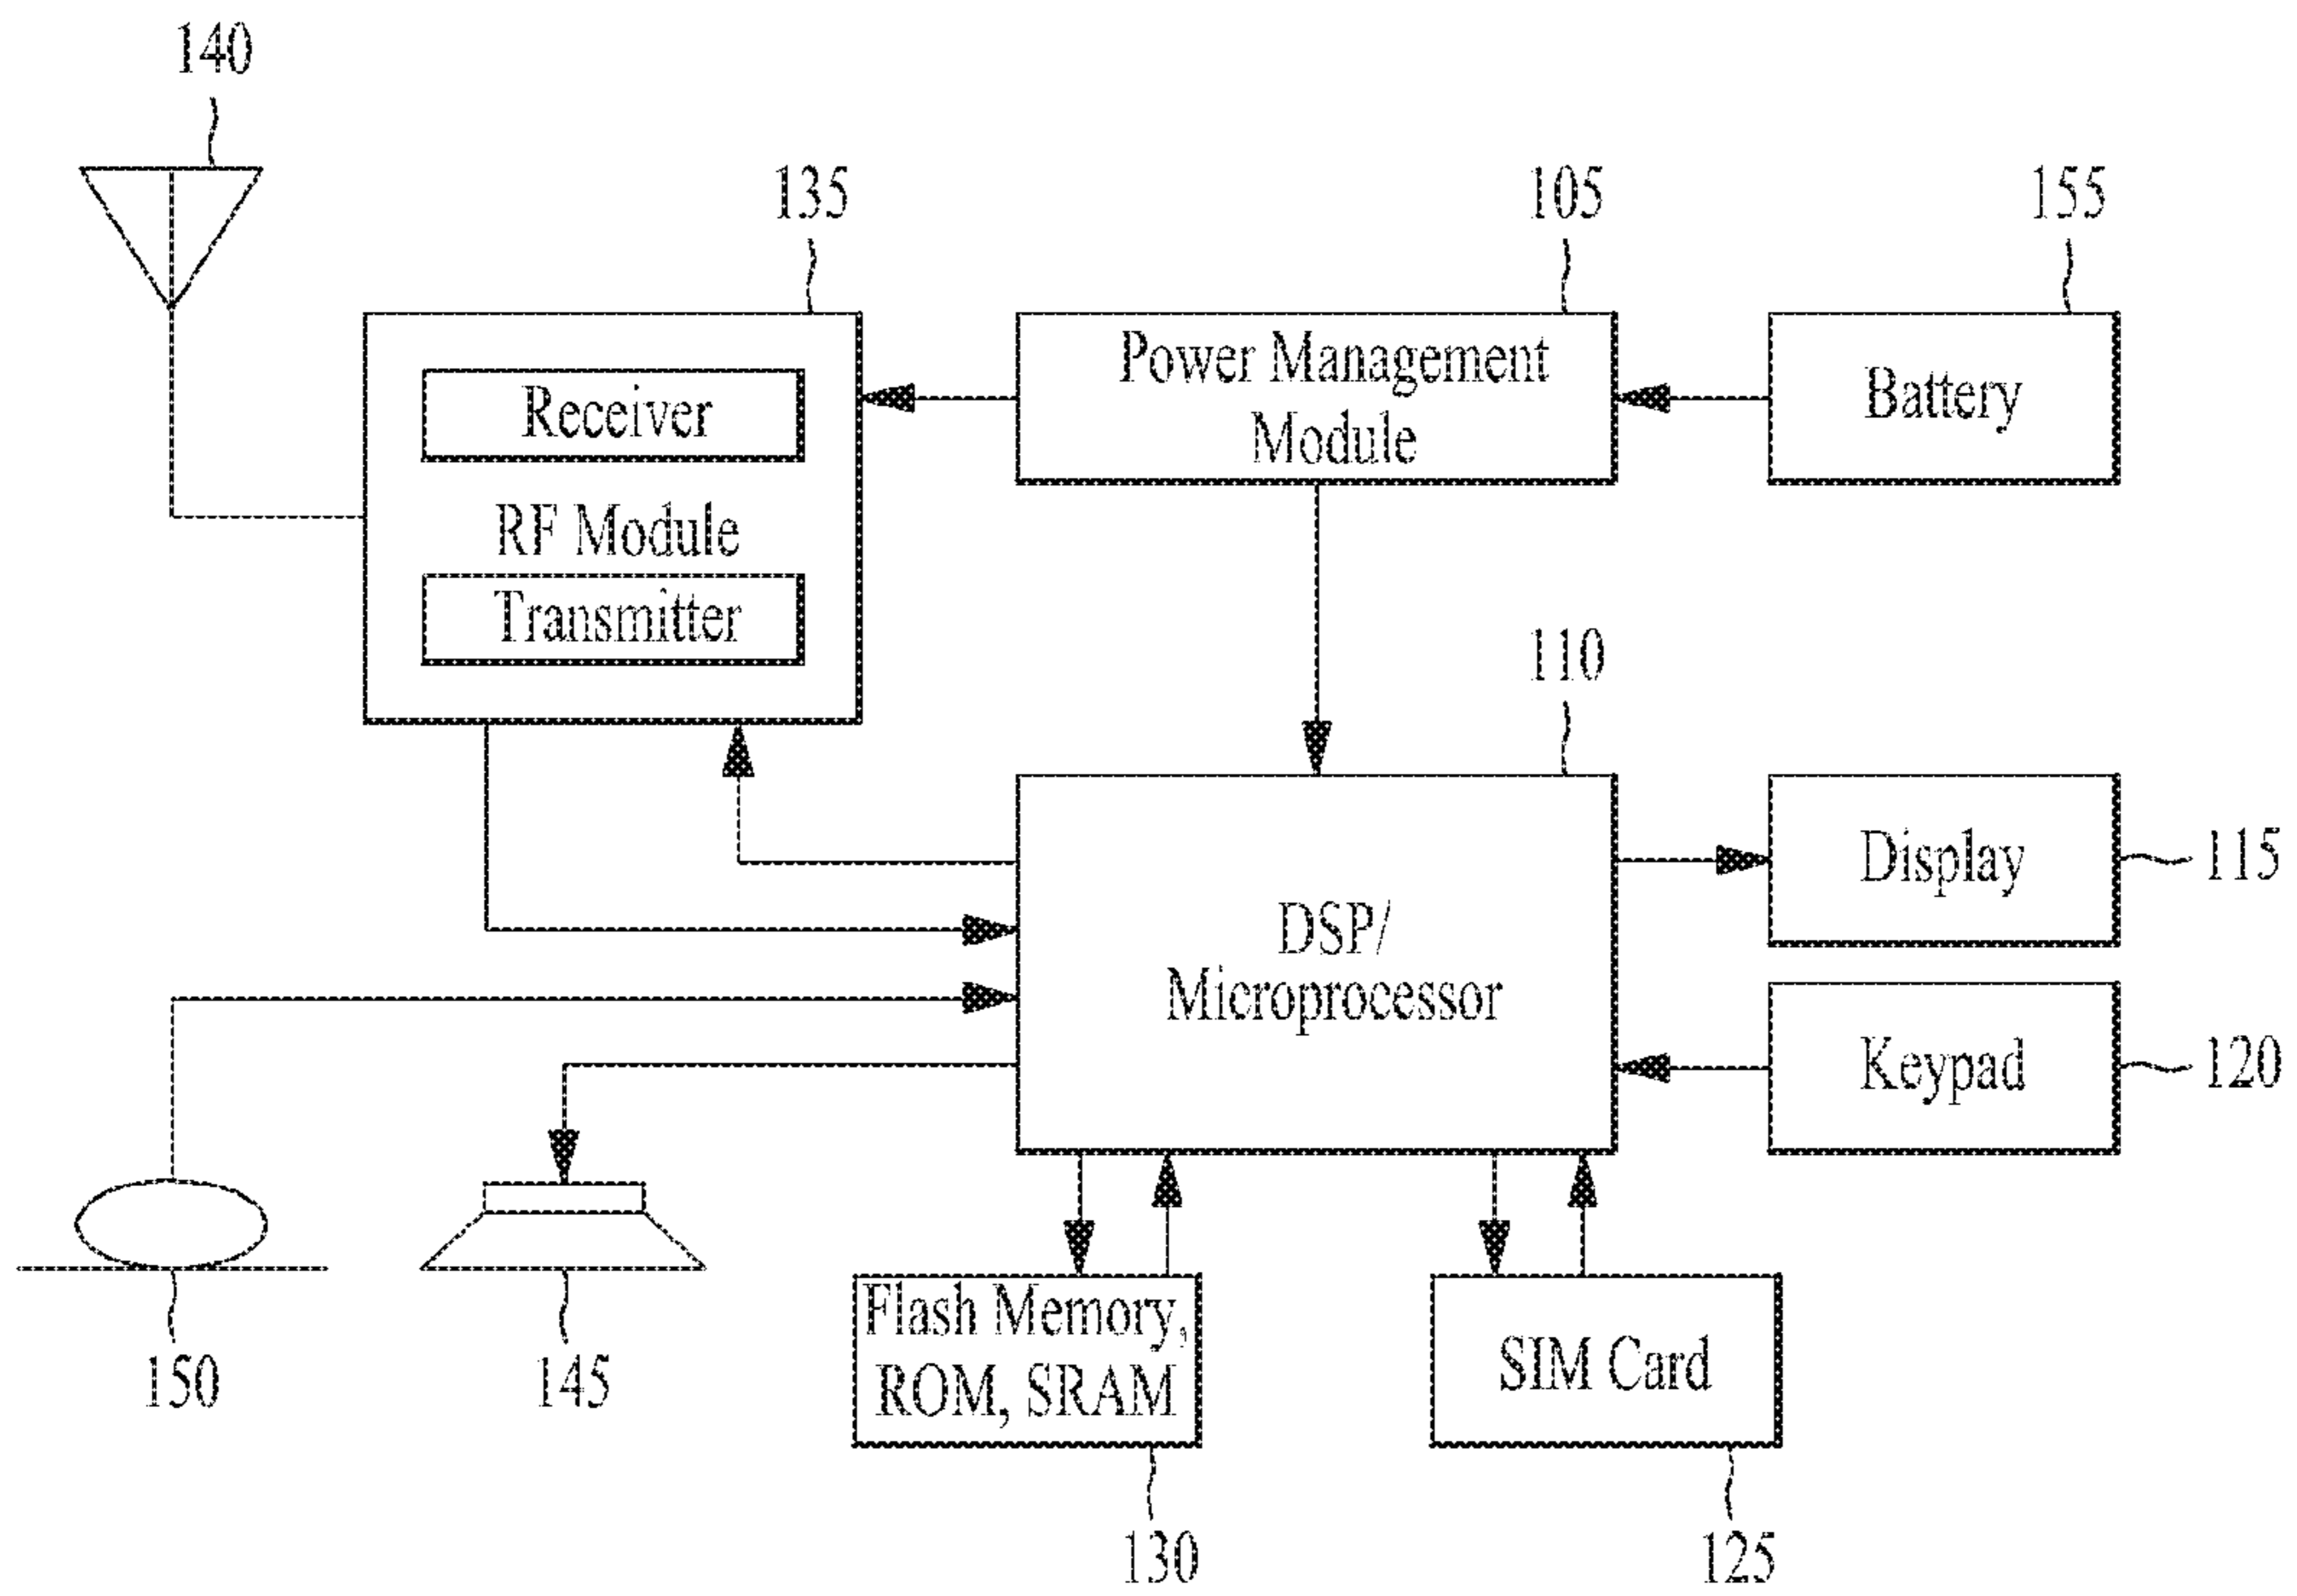 140
135
105
155
Receiver
RF Module
Transmitter
Power Management
Module
Battery
110
DSP/
Microprocessor
Display
115
Keypad
120
150
145
Flash Memory,
ROM, SRAM
SIM Card
130
125